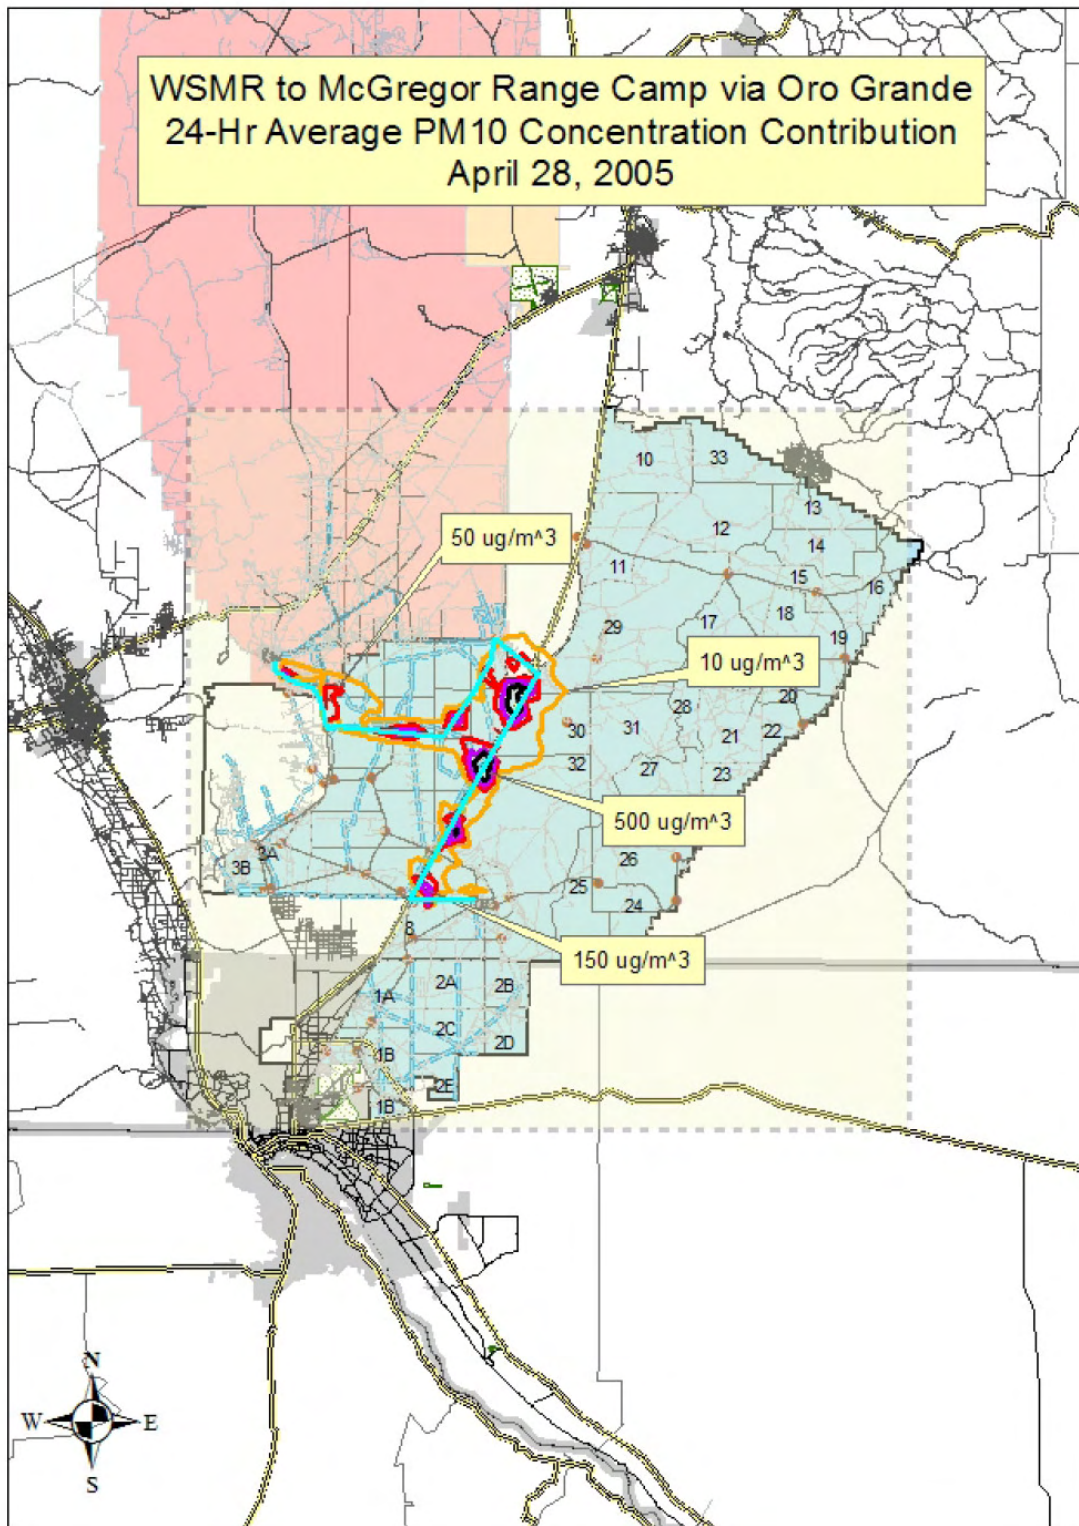 WSMR to McGregor Range Camp via Oro Grande
24-Hr Average PM10 Concentration Contribution
April 28, 2005
10
33
13
12
14
50 ug/m^3
11
15
16
17
18
29
19
10 ug/m^3
20
28
30
31
21
22
32
27
23
500 ug/m^3
3A
3B
26
25
24
8
150 ug/m^3
1A
2A
2B
2C
2D
1B
2E
1B
N
W
E
S